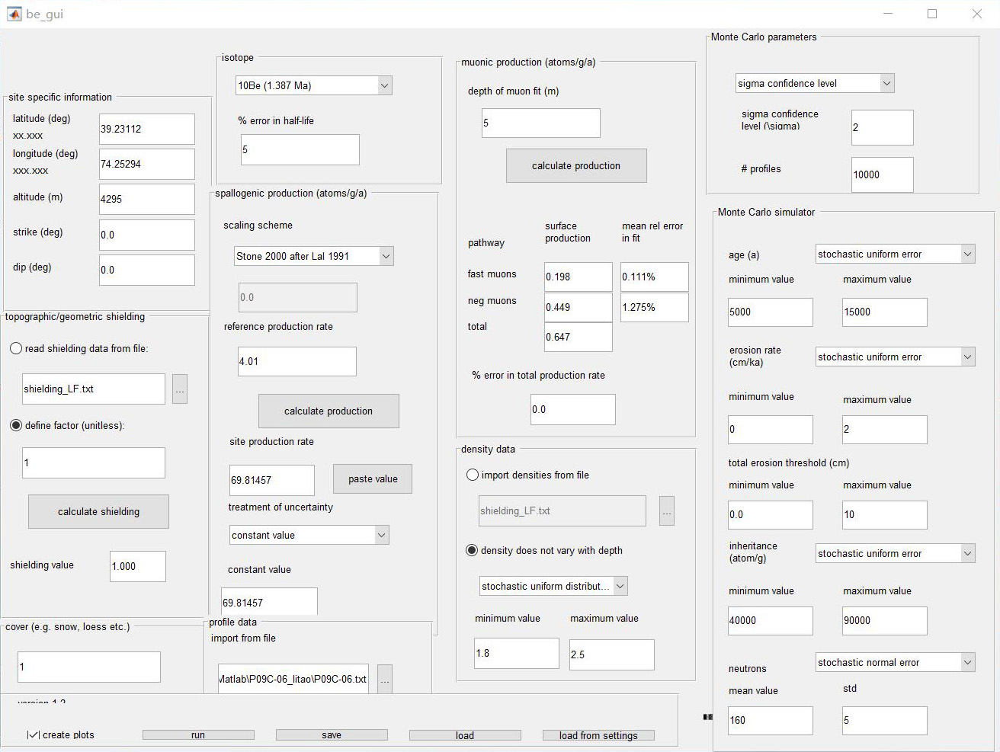 be_gui
site specific information
latitude (deg)
xx.xxx
39.23112
longitude (deg)
xxx.xxx
74.25294
altitude (m)
4295
strike (deg)
0.0
dip (deg)
0.0
topographic/geometric shielding
read shielding data from file:
shielding_LF.txt
...
define factor (unitless):
1
calculate shielding
shielding value
1.000
cover (e.g. snow, loess etc.)
1
isotope
10Be (1.387 Ma)
% error in half-life
5
spallogenic production (atoms/g/a)
scaling scheme
Stone 2000 after Lal 1991
0.0
reference production rate
4.01
calculate production
site production rate
69.81457
paste value
treatment of uncertainty
constant value
constant value
69.81457
profile data
import from file
Matlab\P09C-06_litao\P09C-06.txt
...
muonic production (atoms/g/a)
depth of muon fit (m)
5
calculate production
pathway
surface
production
mean rel error
in fit
fast muons
0.198
0.111%
neg muons
0.449
1.275%
total
0.647
% error in total production rate
0.0
density data
import densities from file
shielding_LF.txt
...
density does not vary with depth
stochastic uniform distribut...
minimum value
maximum value
1.8
2.5
Monte Carlo parameters
sigma confidence level
sigma confidence
level (\sigma)
2
# profiles
10000
Monte Carlo simulator
age (a)
stochastic uniform error
minimum value
maximum value
5000
15000
erosion rate
(cm/ka)
stochastic uniform error
minimum value
maximum value
0
2
total erosion threshold (cm)
minimum value
maximum value
0.0
10
inheritance
(atom/g)
stochastic uniform error
minimum value
maximum value
40000
90000
neutrons
stochastic normal error
mean value
std
160
5
version 1.2
create plots
run
save
load
load from settings